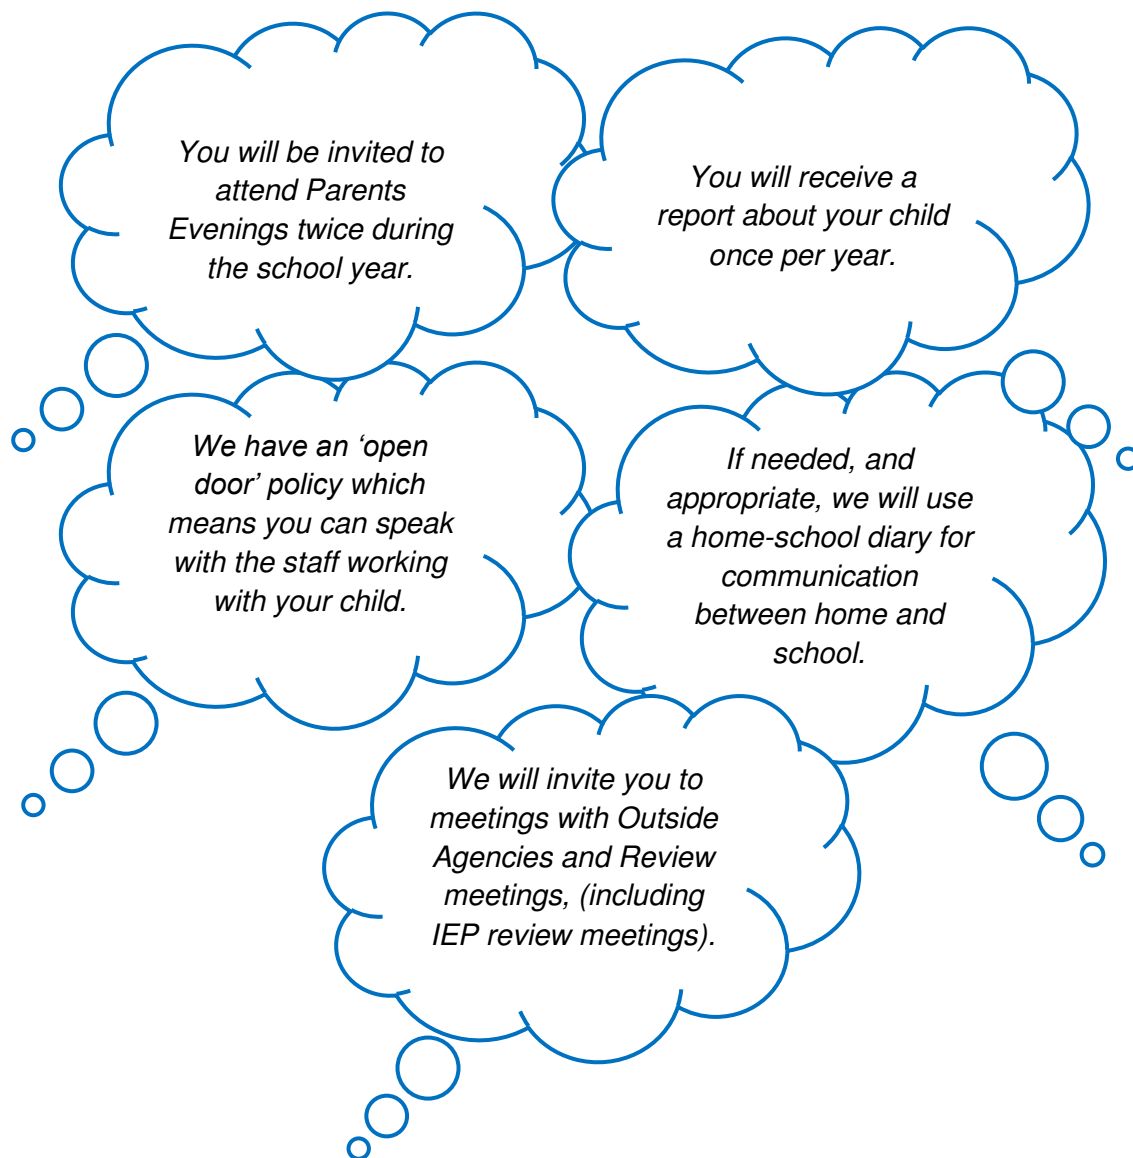 You will be invited to
attend Parents
Evenings twice during
the school year.
You will receive a
report about your child
once per year.
We have an ‘open
door’ policy which
means you can speak
with the staff working
with your child.
If needed, and
appropriate, we will use
a home-school diary for
communication
between home and
school.
We will invite you to
meetings with Outside
Agencies and Review
meetings, (including
IEP review meetings).